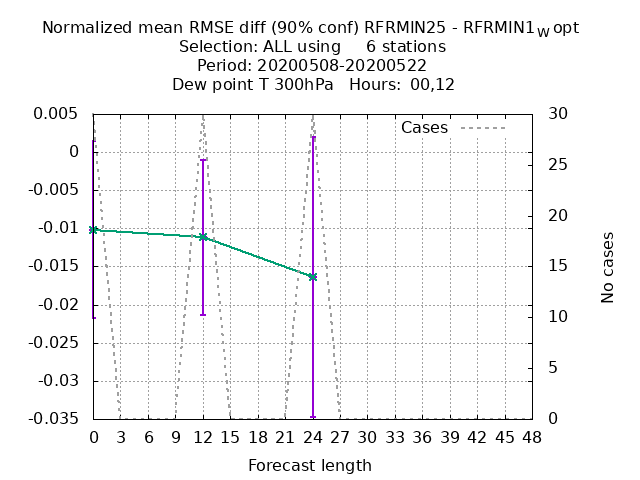 Normalized mean RMSE diff (90% conf) RFRMIN25 - RFRMIN1W opt
Selection: ALL using     6 stations
Period: 20200508-20200522
Dew point T 300hPa   Hours:  00,12
Cases
0.005
0
-0.005
-0.01
-0.015
-0.02
-0.025
-0.03
-0.035
30
25
20
15
10
5
0
No cases
0 3 6 9 12 15 18 21 24 27 30 33 36 39 42 45 48
Forecast length